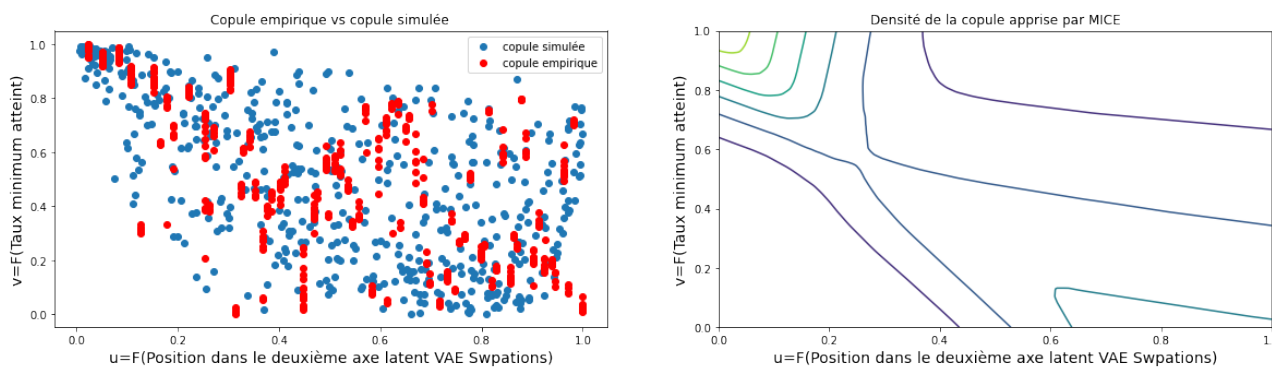 Copule empirique vs copule simulée
copule simulée
copule empirique
v=F(Taux minimum atteint)
1.0
0.8
0.6
0.4
0.2
0.0
0.0 0.2 0.4 0.6 0.8 1.0
u=F(Position dans le deuxième axe latent VAE Swpations)
Densité de la copule apprise par MICE
v=F(Taux minimum atteint)
1.0
0.8
0.6
0.4
0.2
0.0
0.0 0.2 0.4 0.6 0.8 1.0
u=F(Position dans le deuxième axe latent VAE Swpations)